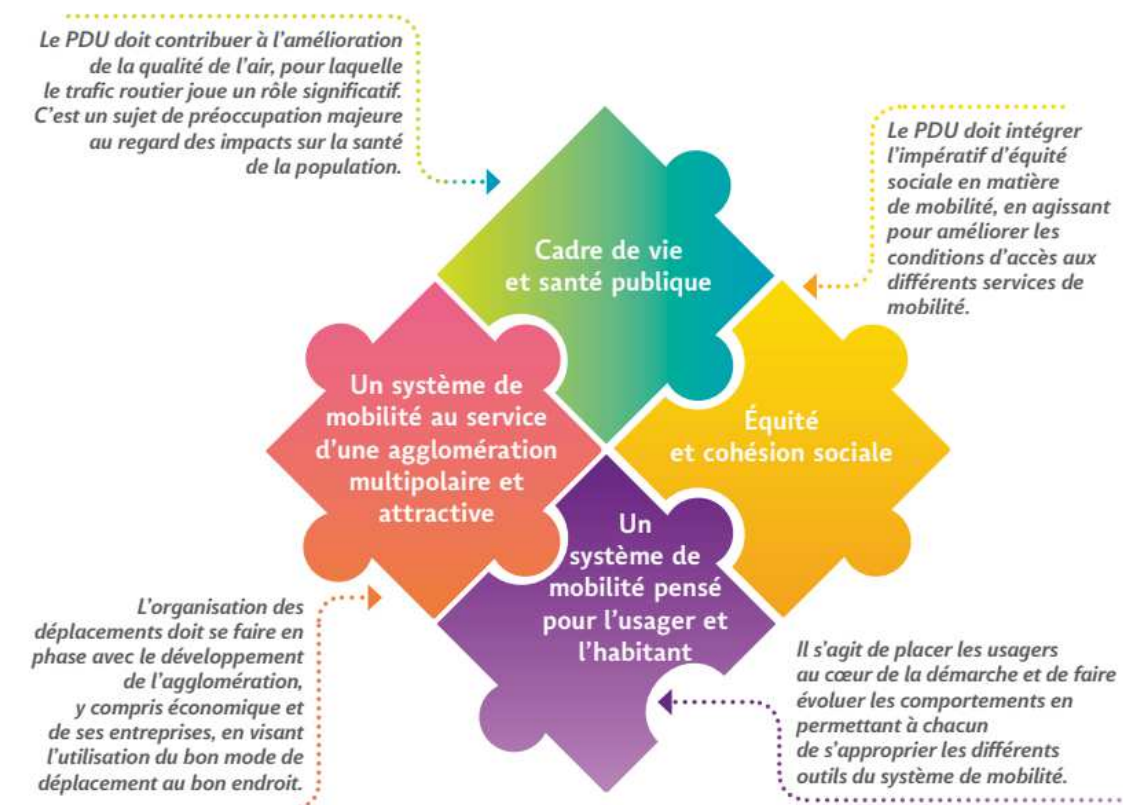 Le PDU doit contribuer à l'amélioration
de la qualité de l'air, pour laquelle
le trafic routier joue un rôle significatif.
C'est un sujet de préoccupation majeure
au regard des impacts sur la santé
de la population.
Le PDU doit intégrer
l'impératif d'équité
sociale en matière
de mobilité, en agissant
pour améliorer les
conditions d'accès aux
différents services de
mobilité.
Cadre de vie
et santé publique
Un système de
mobilité au service
d'une agglomération
multipolaire et
attractive
Équité
et cohésion sociale
Un
système de
mobilité pensé
pour l'usager et
l'habitant
L'organisation des
déplacements doit se faire en
phase avec le développement
de l'agglomération,
y compris économique et
de ses entreprises, en visant
l'utilisation du bon mode de
déplacement au bon endroit.
Il s'agit de placer les usagers
au cœur de la démarche et de faire
évoluer les comportements en
permettant à chacun
de s'approprier les différents
outils du système de mobilité.